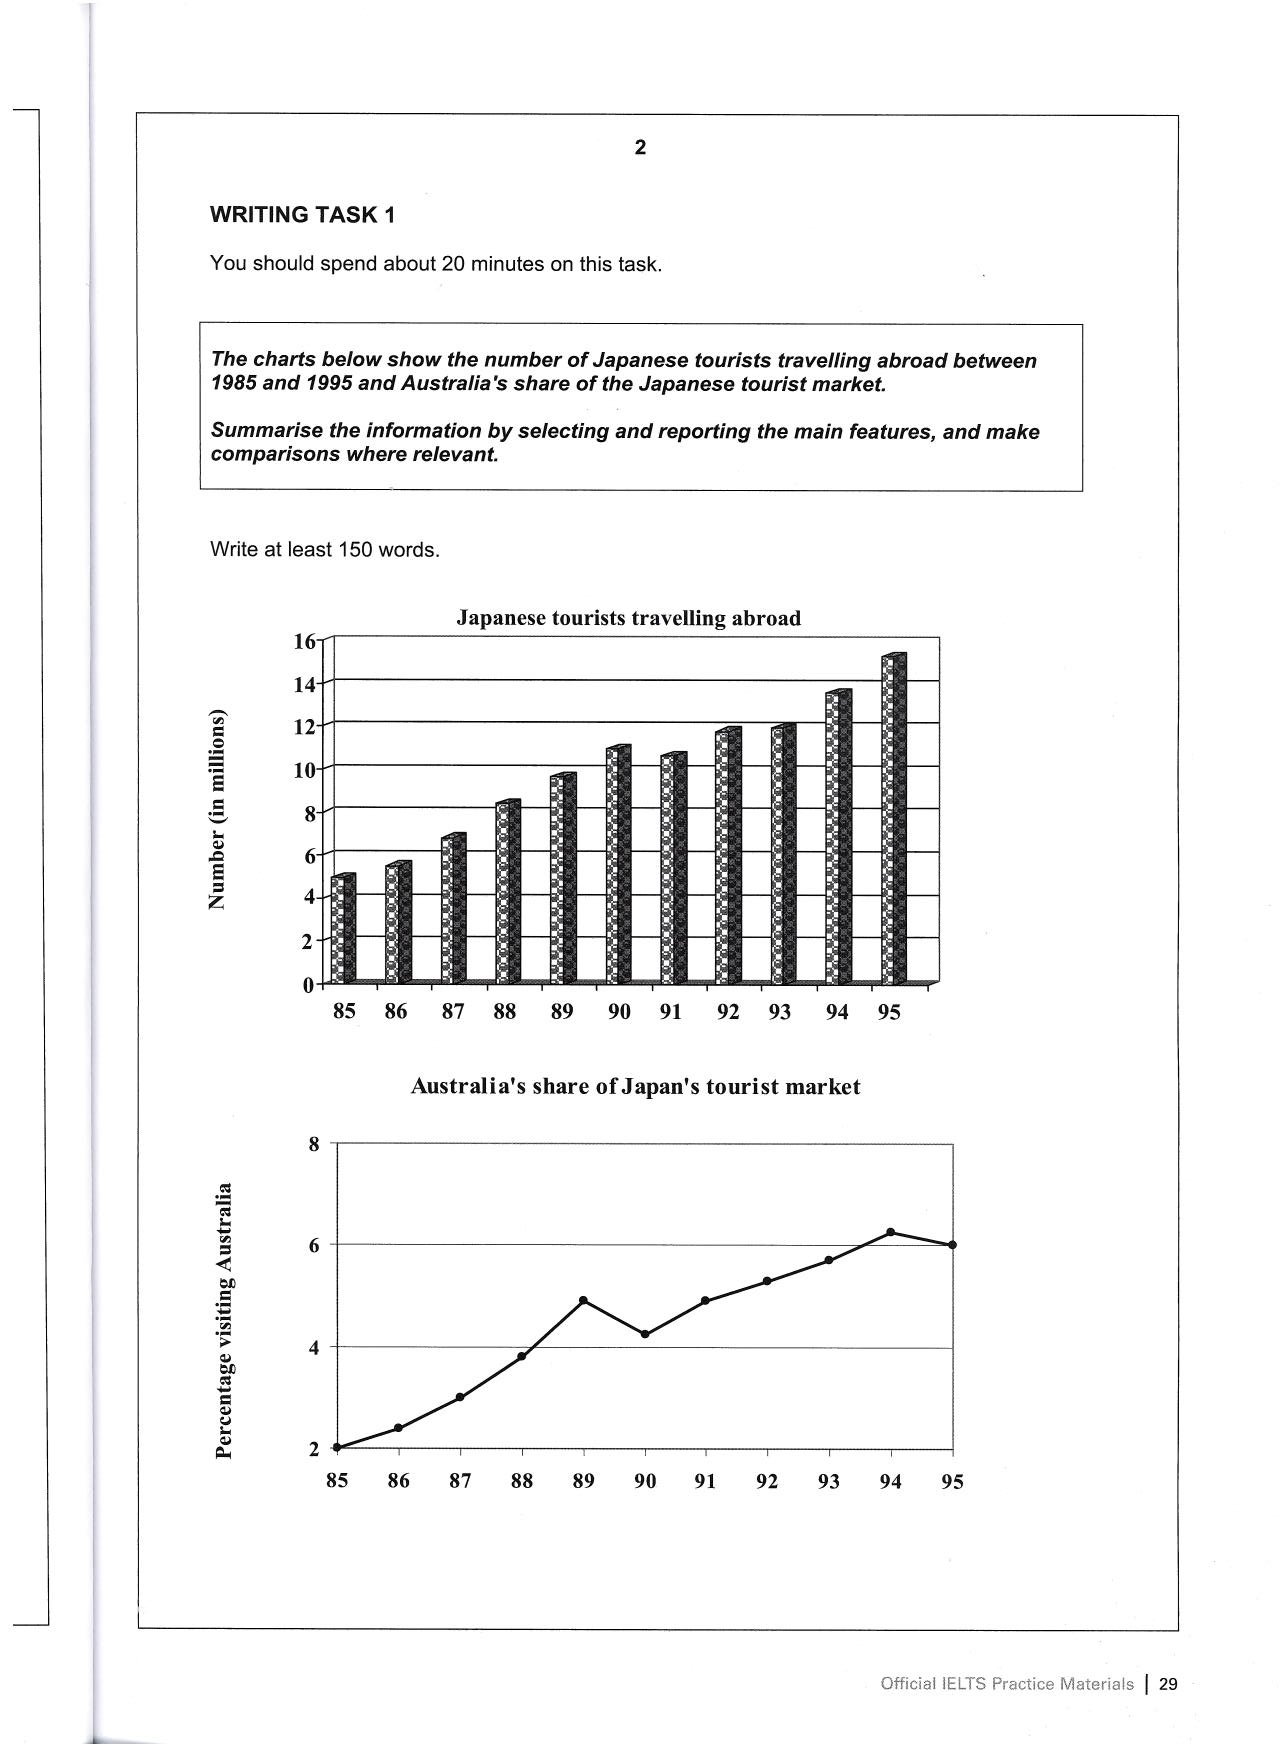 2
WRITING TASK 1
You should spend about 20 minutes on this task.
The charts below show the number of Japanese tourists travelling abroad between
1985 and 1995 and Australia's share of the Japanese tourist market.
Summarise the information by selecting and reporting the main features, and make
comparisons where relevant.
Write at least 150 words.
Japanese tourists travelling abroad
Number (in millions)
16
14
12
10
8
6
4
2
0
85 86 87 88 89 90 91 92 93 94 95
Australia's share of Japan's tourist market
Percentage visiting Australia
8
6
4
2
85 86 87 88 89 90 91 92 93 94 95
Official IELTS Practice Materials | 29